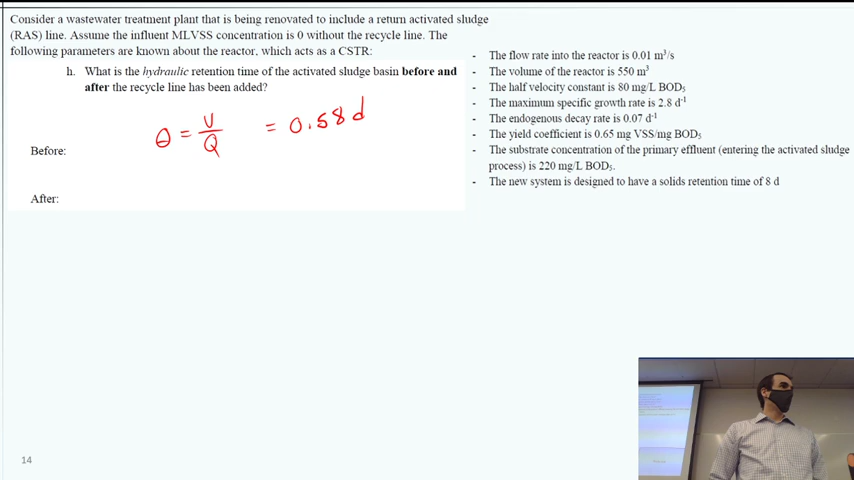 Consider a wastewater treatment plant that is being renovated to include a return activated sludge
(RAS) line. Assume the influent MLVSS concentration is 0 without the recycle line. The
following parameters are known about the reactor, which acts as a CSTR:
h. What is the hydraulic retention time of the activated sludge basin before and
after the recycle line has been added?
θ = V/Q = 0.58 d
Before:
After:
- The flow rate into the reactor is 0.01 m³/s
- The volume of the reactor is 550 m³
- The half velocity constant is 80 mg/L BOD₅
- The maximum specific growth rate is 2.8 d⁻¹
- The endogenous decay rate is 0.07 d⁻¹
- The yield coefficient is 0.65 mg VSS/mg BOD₅
- The substrate concentration of the primary effluent (entering the activated sludge
process) is 220 mg/L BOD₅.
- The new system is designed to have a solids retention time of 8 d
14